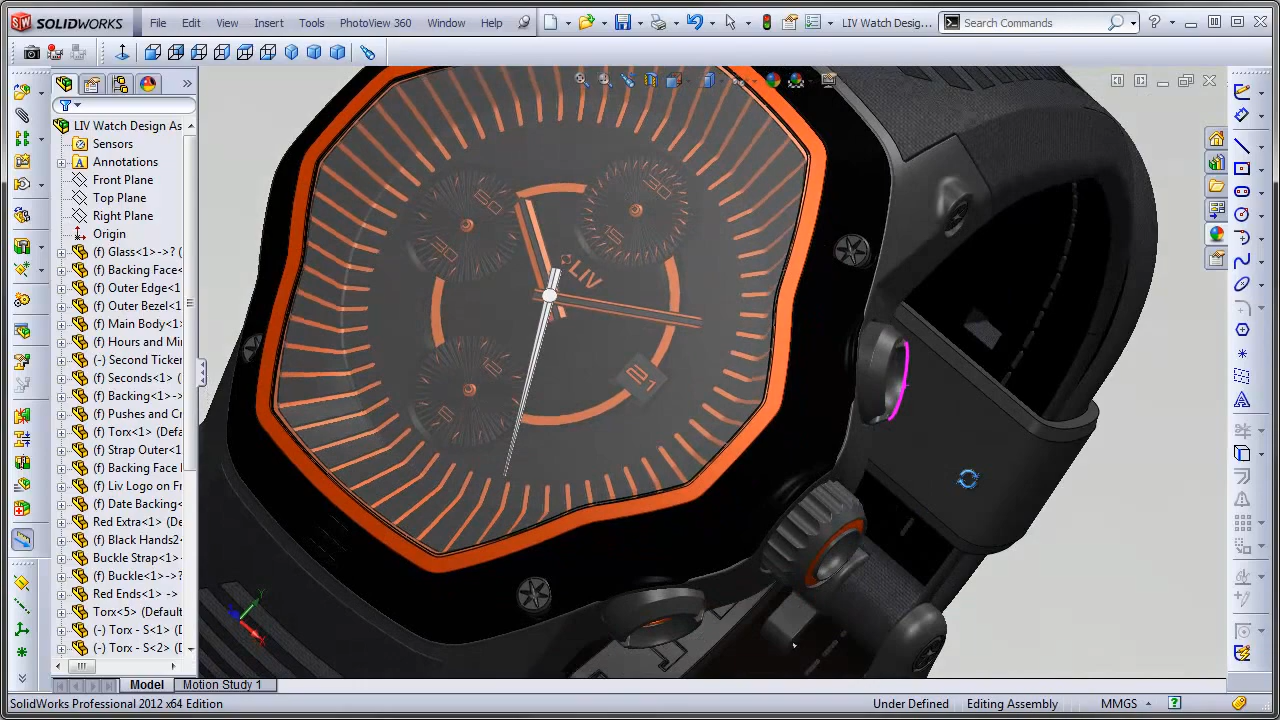 SOLIDWORKS File Edit View Insert Tools PhotoView 360 Window Help LIV Watch Desig... Search Commands
LIV Watch Design As
Sensors
Annotations
Front Plane
Top Plane
Right Plane
Origin
(f) Glass<1>->?
(f) Backing Face<
(f) Outer Edge<1
(f) Outer Bezel<1
(f) Main Body<1>
(f) Hours and Mi
(-) Second Ticker
(f) Seconds<1>
(f) Backing<1>
(f) Pushes and Cr
(f) Torx<1> (Defa
(f) Strap Outer<1
(f) Backing Face
(f) Liv Logo on Fr
(f) Date Backing<
Red Extra<1> (De
(f) Black Hands2<
Buckle Strap<1>
(f) Buckle<1>->?
Red Ends<1> ->
Torx<5> (Default
(-) Torx - S<1> (D
(-) Torx - S<2> (D
60
30
30
15
LIV
21
Model Motion Study 1
SolidWorks Professional 2012 x64 Edition Under Defined Editing Assembly MMGS